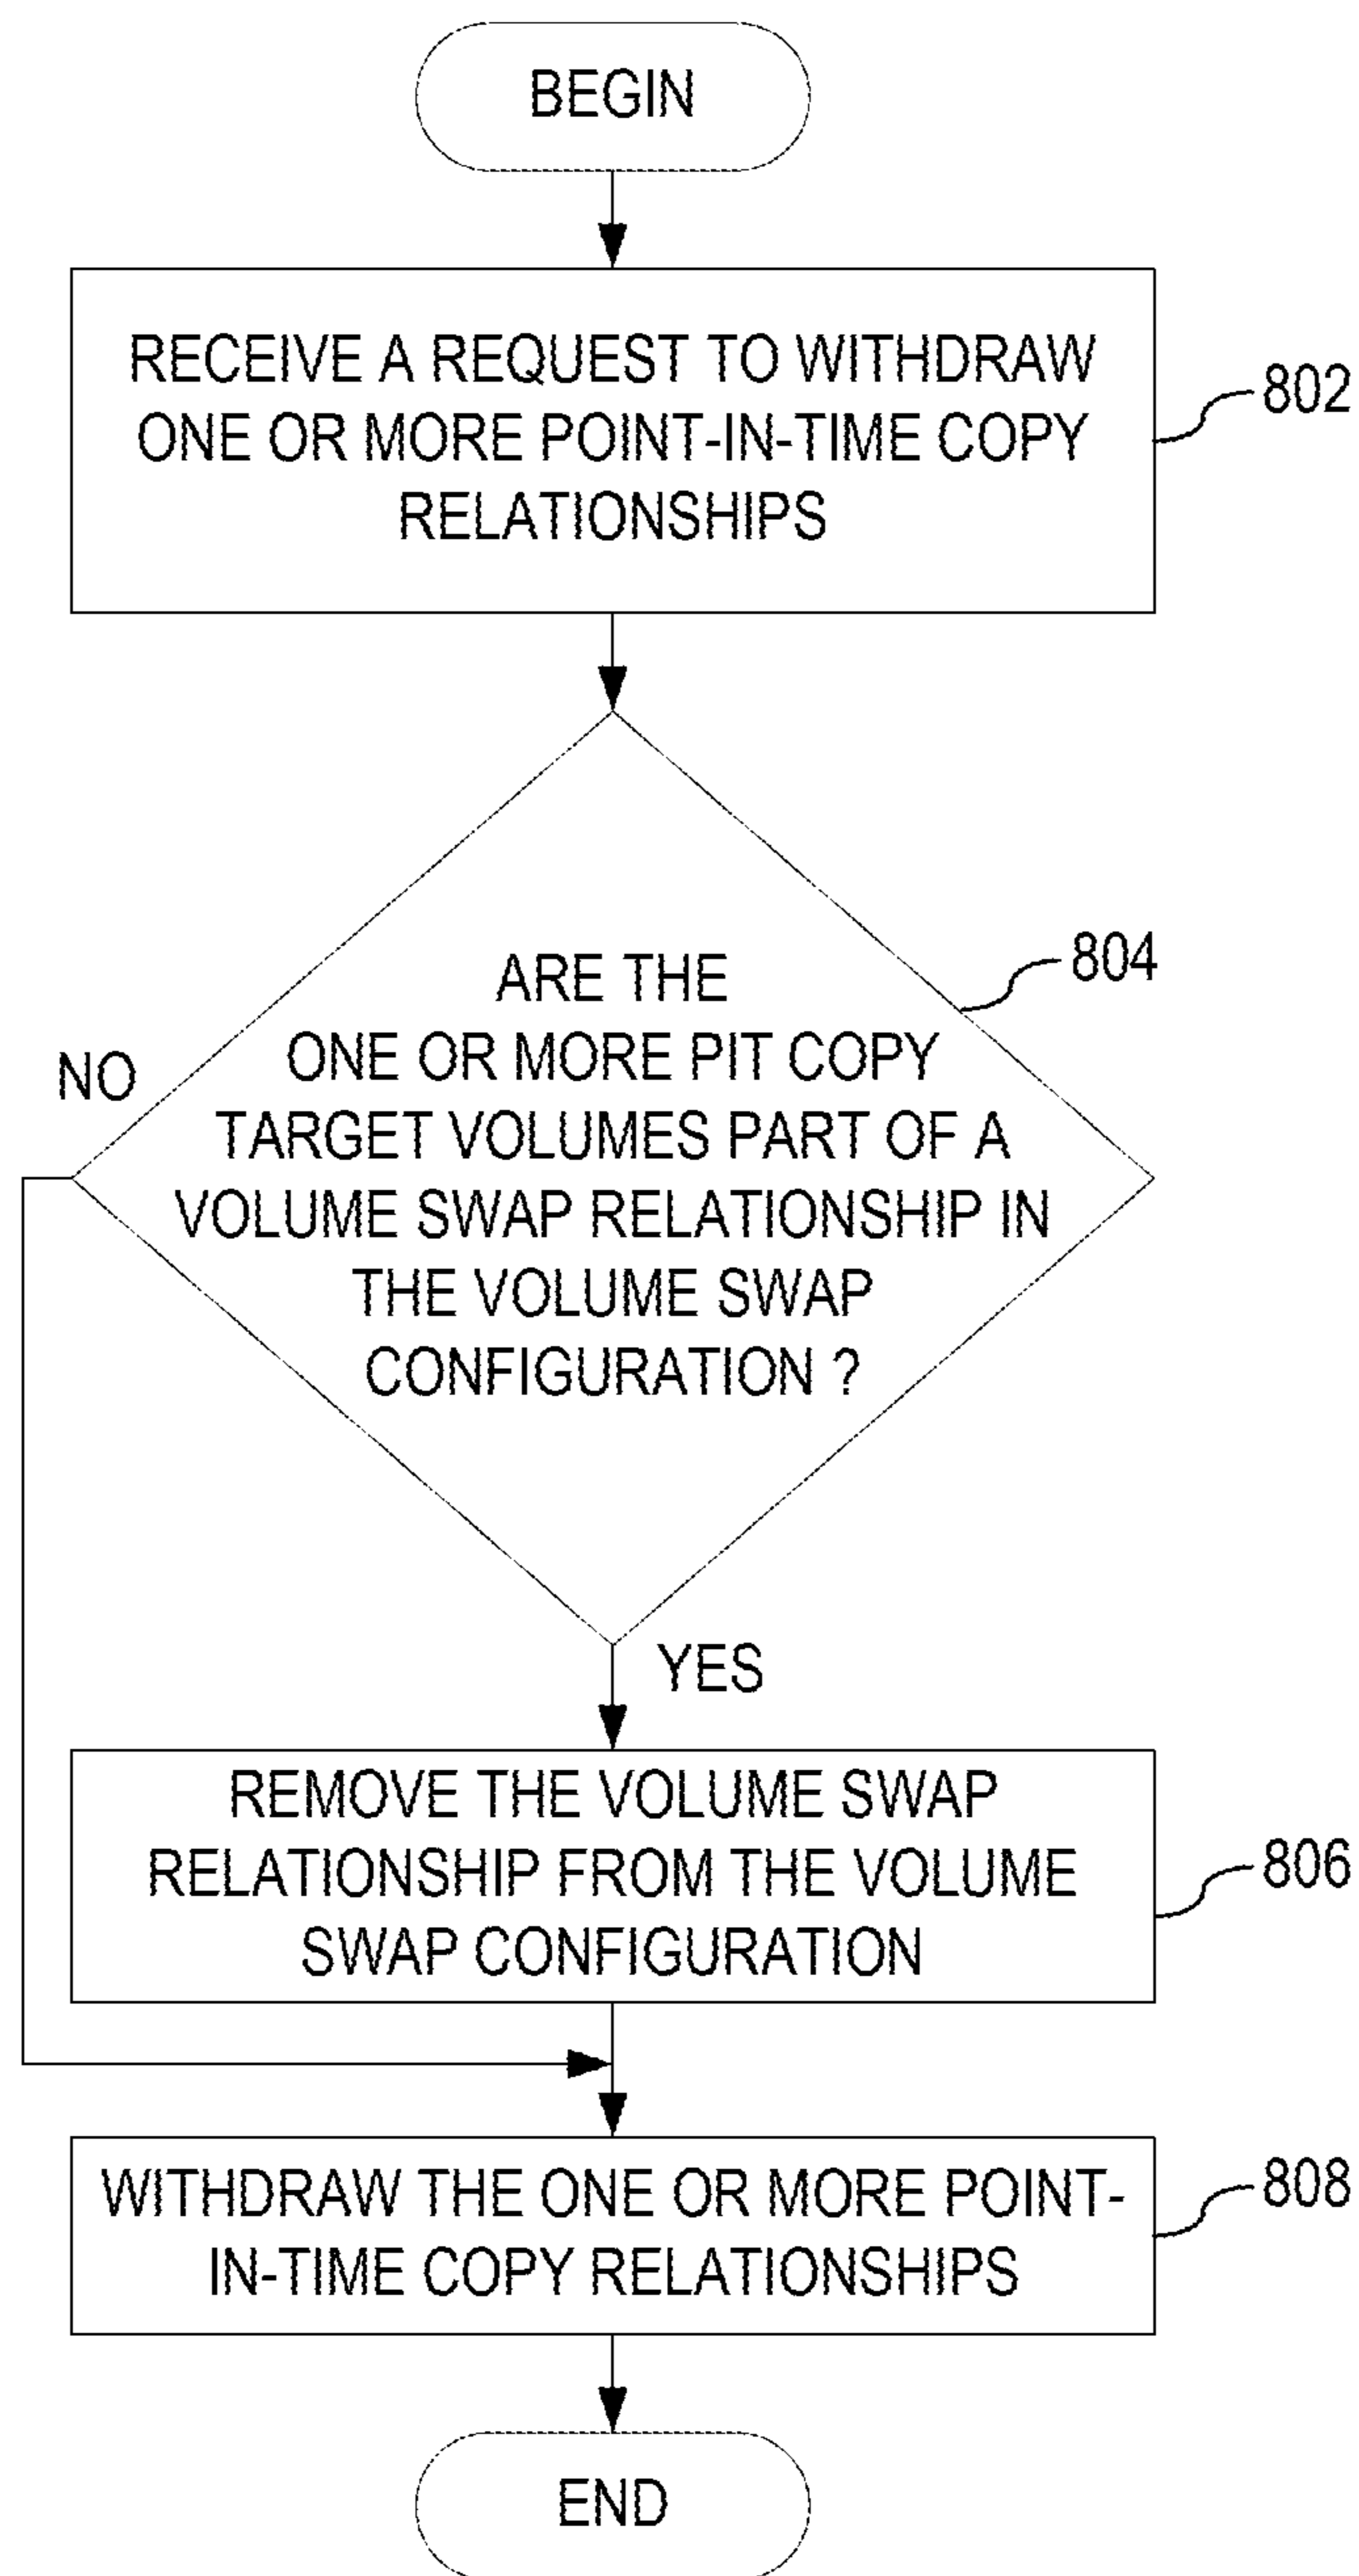 BEGIN
RECEIVE A REQUEST TO WITHDRAW
ONE OR MORE POINT-IN-TIME COPY
RELATIONSHIPS
802
ARE THE
ONE OR MORE PIT COPY
TARGET VOLUMES PART OF A
VOLUME SWAP RELATIONSHIP IN
THE VOLUME SWAP
CONFIGURATION ?
804
NO
YES
REMOVE THE VOLUME SWAP
RELATIONSHIP FROM THE VOLUME
SWAP CONFIGURATION
806
WITHDRAW THE ONE OR MORE POINT-
IN-TIME COPY RELATIONSHIPS
808
END